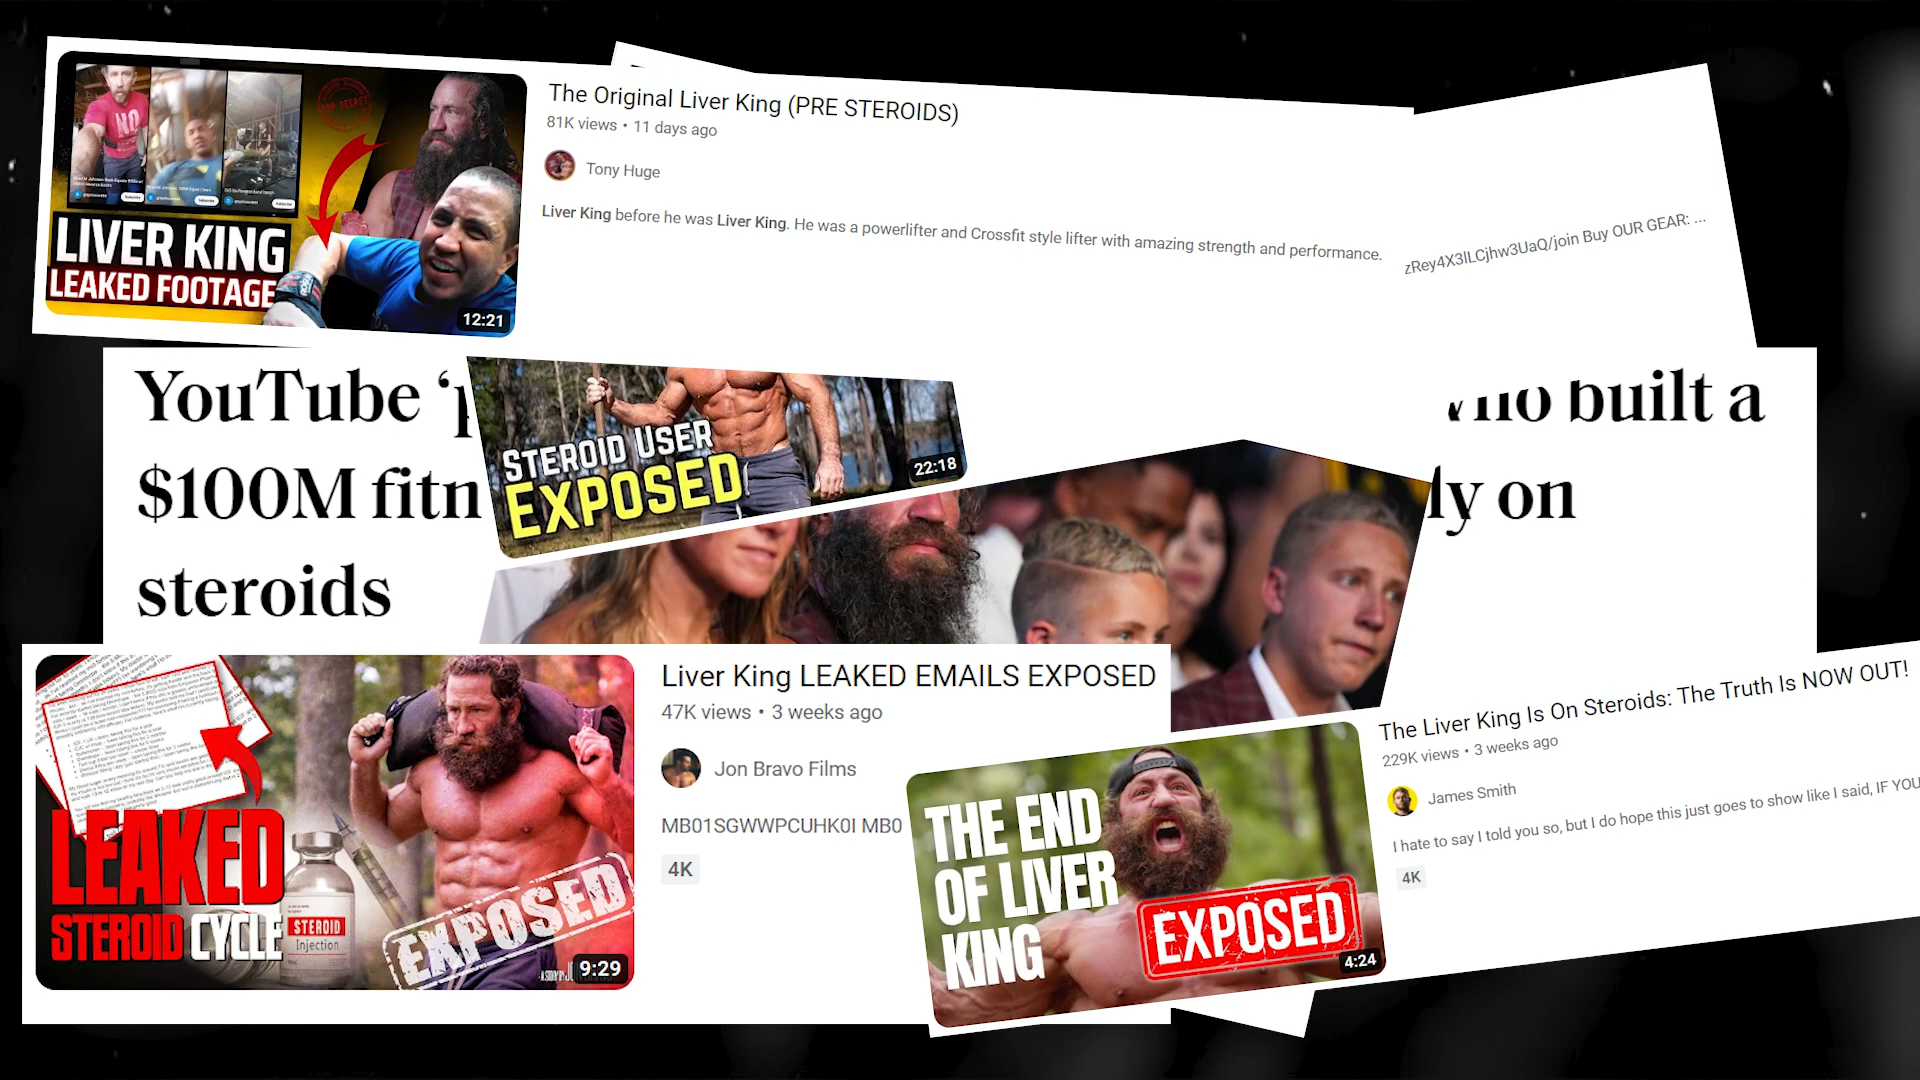 The Original Liver King (PRE STEROIDS)
81K views • 11 days ago
Tony Huge
Liver King before he was Liver King. He was a powerlifter and Crossfit style lifter with amazing strength and performance.
NO.
TOP SECRET
LIVER KING
LEAKED FOOTAGE
12:21
zRey4X3lLCjhw3UaQ/join Buy OUR GEAR: ...
YouTube ‘p
built a
$100M fitn
ly on
steroids
STEROID USER
EXPOSED
22:18
Liver King LEAKED EMAILS EXPOSED
47K views • 3 weeks ago
Jon Bravo Films
MB01SGWWPCUHK0I MB0
4K
LEAKED
STEROID CYCLE
STEROID
Injection
EXPOSED
9:29
The Liver King Is On Steroids: The Truth Is NOW OUT!
229K views • 3 weeks ago
James Smith
I hate to say I told you so, but I do hope this just goes to show like I said, IF YOU
4K
THE END
OF LIVER
KING
EXPOSED
4:24